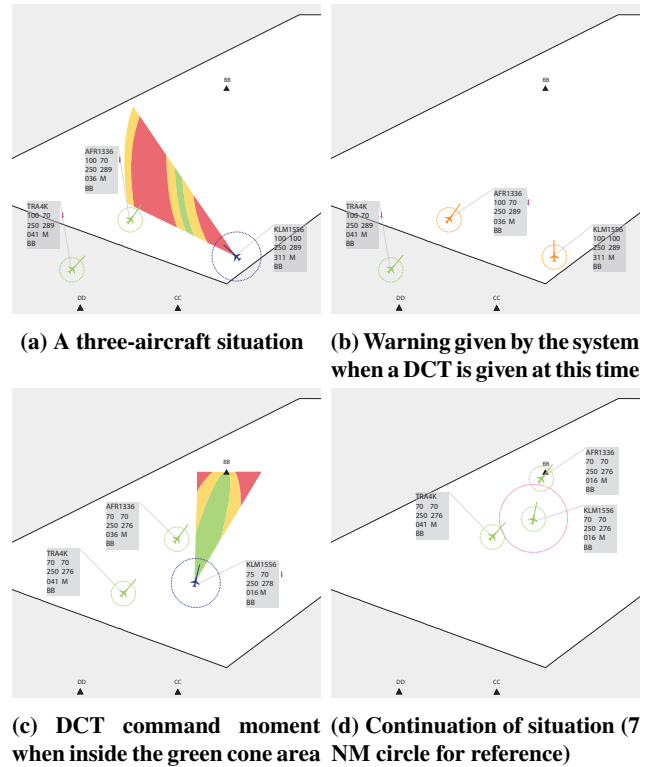 BB
AFR1336
100 70
250 289
036 M
BB
TRA4K
100 70
250 289
041 M
BB
KLM1556
100 100
250 289
311 M
BB
DD
CC
(a) A three-aircraft situation
BB
AFR1336
100 70
250 289
036 M
BB
TRA4K
100 70
250 289
041 M
BB
KLM1556
100 100
250 289
311 M
BB
DD
CC
(b) Warning given by the system
when a DCT is given at this time
BB
AFR1336
70 70
250 276
036 M
BB
TRA4K
70 70
250 276
041 M
BB
KLM1556
75 70
250 278
016 M
BB
DD
CC
(c) DCT command moment
when inside the green cone area
BB
AFR1336
70 70
250 276
016 M
BB
TRA4K
70 70
250 276
041 M
BB
KLM1556
70 70
250 276
016 M
BB
DD
CC
(d) Continuation of situation (7
NM circle for reference)